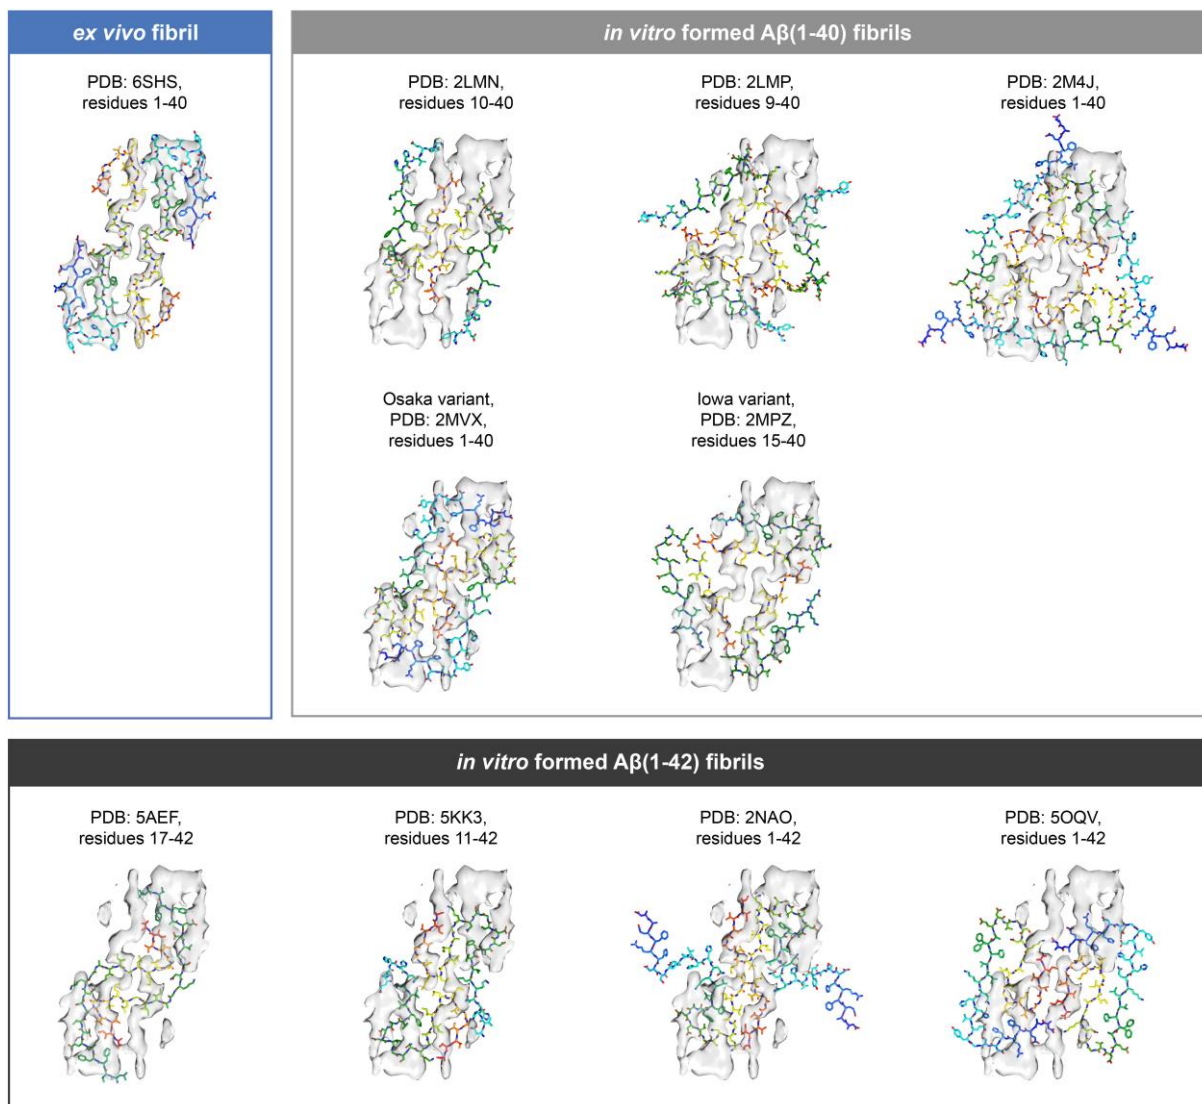 ex vivo fibril
in vitro formed Aβ(1-40) fibrils
PDB: 6SHS,
residues 1-40
PDB: 2LMN,
residues 10-40
PDB: 2LMP,
residues 9-40
PDB: 2M4J,
residues 1-40
Osaka variant,
PDB: 2MVX,
residues 1-40
Iowa variant,
PDB: 2MPZ,
residues 15-40
in vitro formed Aβ(1-42) fibrils
PDB: 5AEF,
residues 17-42
PDB: 5KK3,
residues 11-42
PDB: 2NAO,
residues 1-42
PDB: 5OQV,
residues 1-42